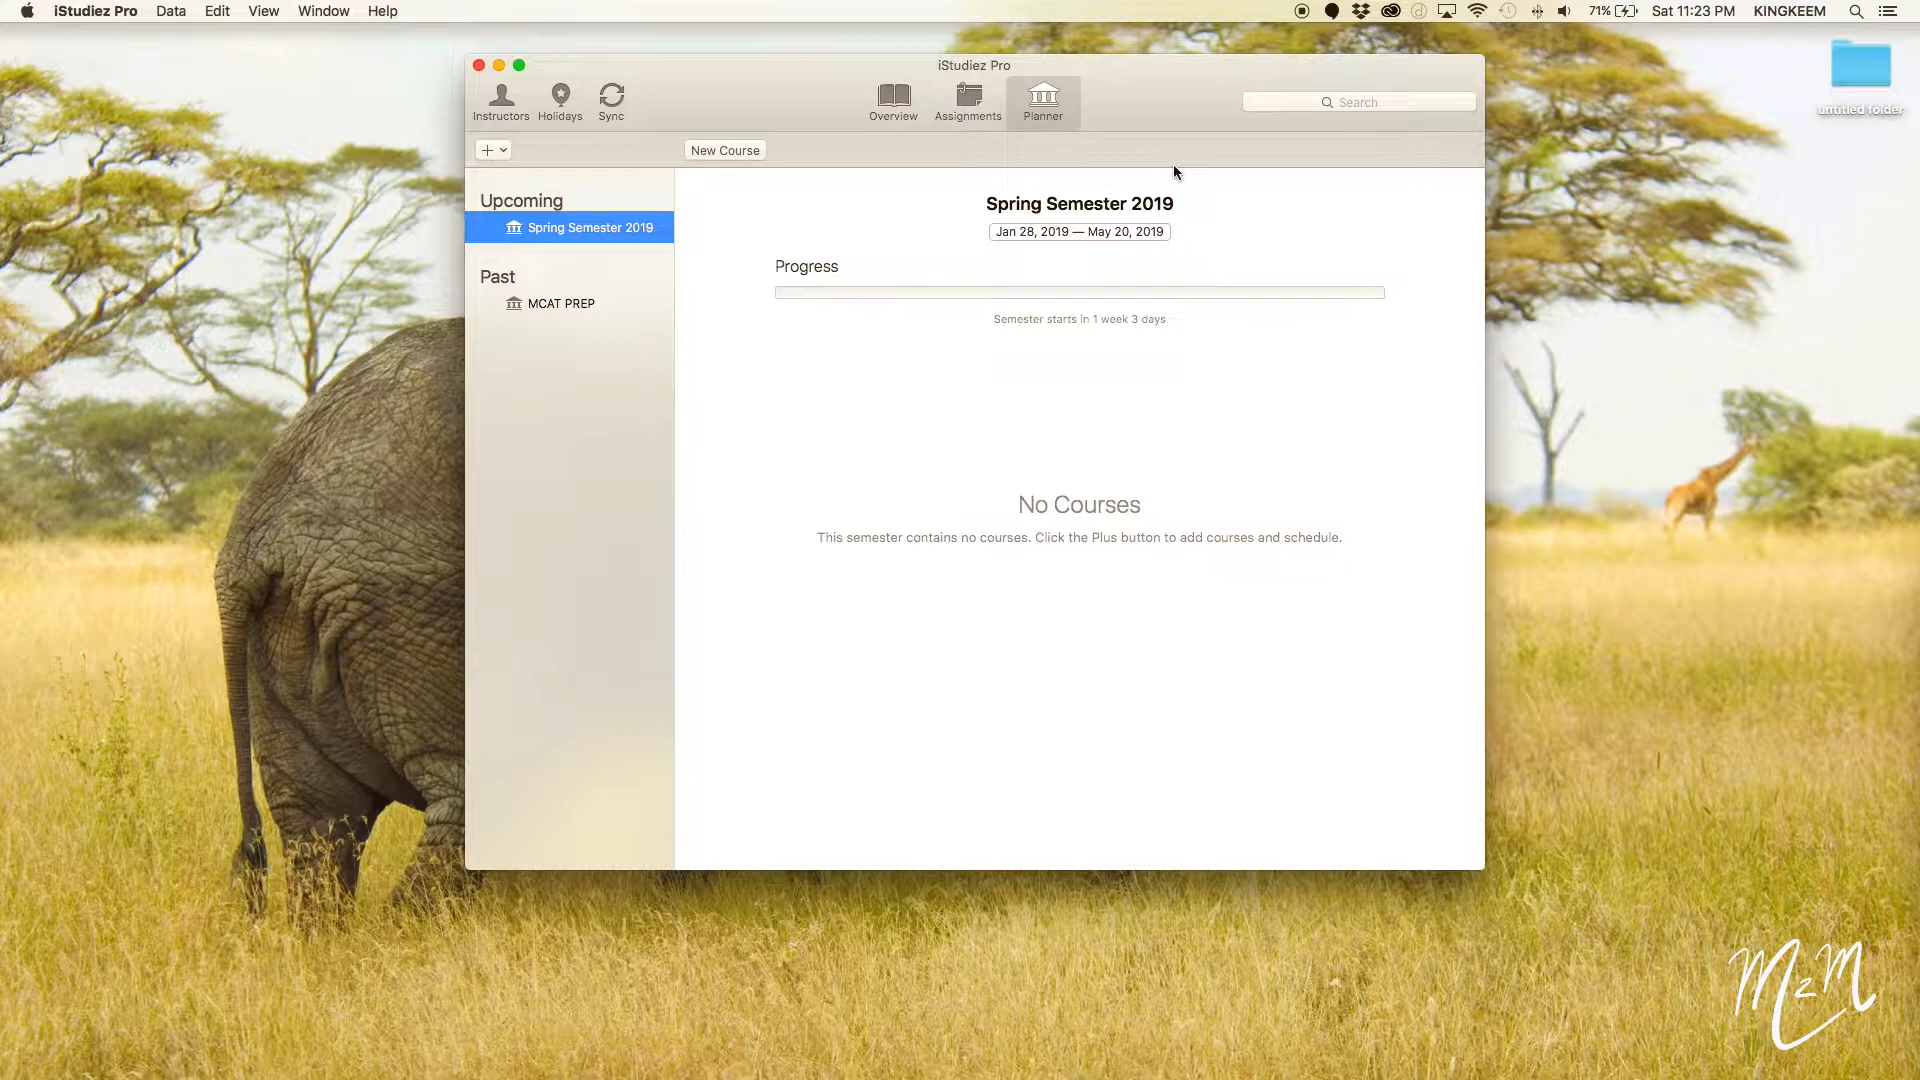 iStudiez Pro Data Edit View Window Help
71% Sat 11:23 PM KINGKEEM
untitled folder
iStudiez Pro
Instructors Holidays Sync Overview Assignments Planner Search
New Course
Upcoming
Spring Semester 2019
Past
MCAT PREP
Spring Semester 2019
Jan 28, 2019 — May 20, 2019
Progress
Semester starts in 1 week 3 days
No Courses
This semester contains no courses. Click the Plus button to add courses and schedule.
MzM